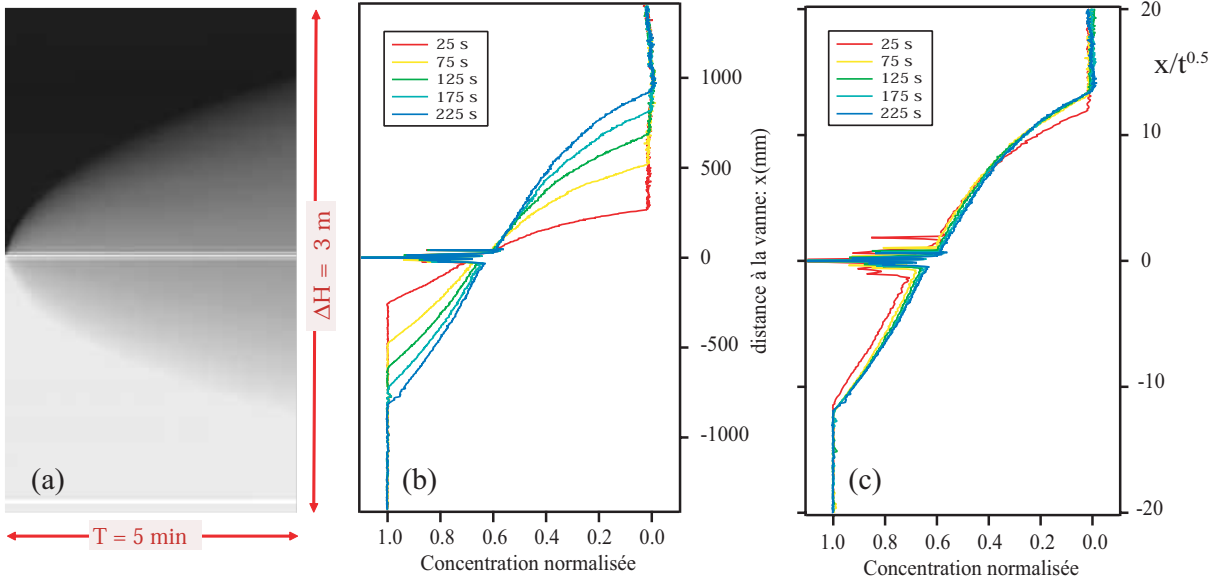 (a)
T = 5 min
ΔH = 3 m
25 s
75 s
125 s
175 s
225 s
(b)
1000
500
0
-500
-1000
distance à la vanne: x(mm)
1.0 0.8 0.6 0.4 0.2 0.0
Concentration normalisée
25 s
75 s
125 s
175 s
225 s
(c)
20
x/t^0.5
10
0
-10
-20
1.0 0.8 0.6 0.4 0.2 0.0
Concentration normalisée